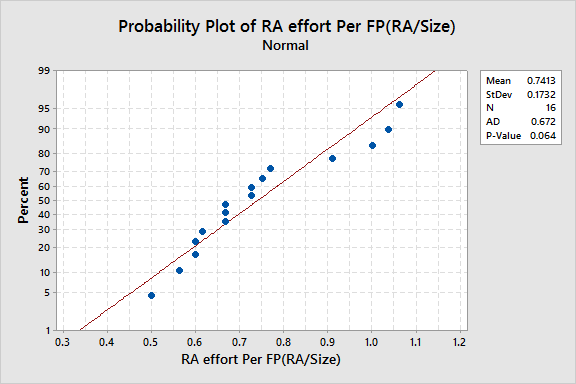 Probability Plot of RA effort Per FP(RA/Size)
Normal
Mean 0.7413
StDev 0.1732
N 16
AD 0.672
P-Value 0.064
Percent
99
95
90
80
70
60
50
40
30
20
10
5
1
0.3 0.4 0.5 0.6 0.7 0.8 0.9 1.0 1.1 1.2
RA effort Per FP(RA/Size)